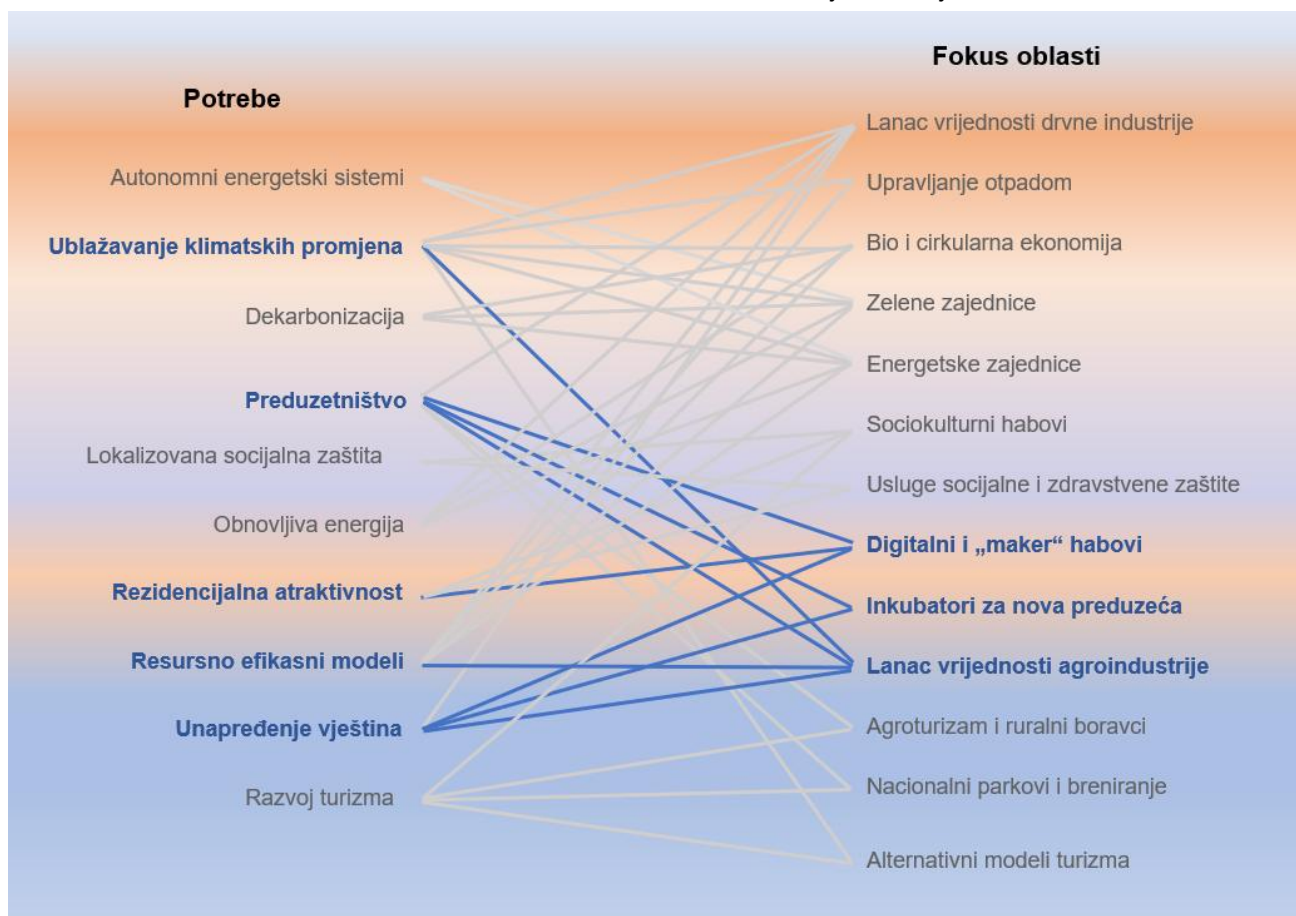 Fokus oblasti
Potrebe
Lanac vrijednosti drvne industrije
Autonomni energetski sistemi
Upravljanje otpadom
Ublažavanje klimatskih promjena
Bio i cirkularna ekonomija
Dekarbonizacija
Zelene zajednice
Energetske zajednice
Preduzetništvo
Sociokulturni habovi
Lokalizovana socijalna zaštita
Usluge socijalne i zdravstvene zaštite
Obnovljiva energija
Digitalni i „maker“ habovi
Rezidencijalna atraktivnost
Inkubatori za nova preduzeća
Resursno efikasni modeli
Lanac vrijednosti agroindustrije
Unapređenje vještina
Agroturizam i ruralni boravci
Razvoj turizma
Nacionalni parkovi i breniranje
Alternativni modeli turizma